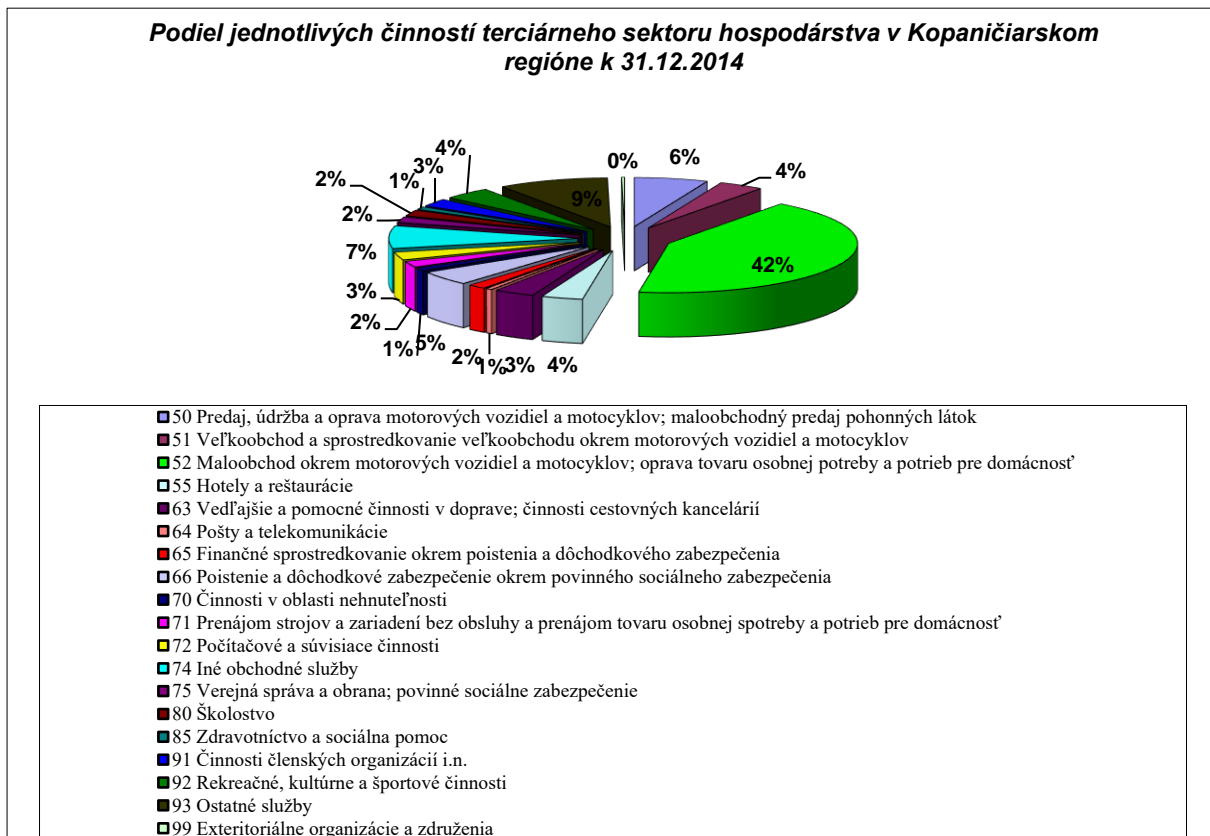 Podiel jednotlivých činností terciárneho sektoru hospodárstva v Kopaničiarskom
regióne k 31.12.2014
0%
6%
4%
42%
4%
3%
1%
2%
5%
1%
2%
3%
7%
2%
2%
1%
3%
4%
9%
50 Predaj, údržba a oprava motorových vozidiel a motocyklov; maloobchodný predaj pohonných látok
51 Veľkoobchod a sprostredkovanie veľkoobchodu okrem motorových vozidiel a motocyklov
52 Maloobchod okrem motorových vozidiel a motocyklov; oprava tovaru osobnej potreby a potrieb pre domácnosť
55 Hotely a reštaurácie
63 Vedľajšie a pomocné činnosti v doprave; činnosti cestovných kancelárií
64 Pošty a telekomunikácie
65 Finančné sprostredkovanie okrem poistenia a dôchodkového zabezpečenia
66 Poistenie a dôchodkové zabezpečenie okrem povinného sociálneho zabezpečenia
70 Činnosti v oblasti nehnuteľnosti
71 Prenájom strojov a zariadení bez obsluhy a prenájom tovaru osobnej spotreby a potrieb pre domácnosť
72 Počítačové a súvisiace činnosti
74 Iné obchodné služby
75 Verejná správa a obrana; povinné sociálne zabezpečenie
80 Školostvo
85 Zdravotníctvo a sociálna pomoc
91 Činnosti členských organizácií i.n.
92 Rekreačné, kultúrne a športové činnosti
93 Ostatné služby
99 Exteritoriálne organizácie a združenia